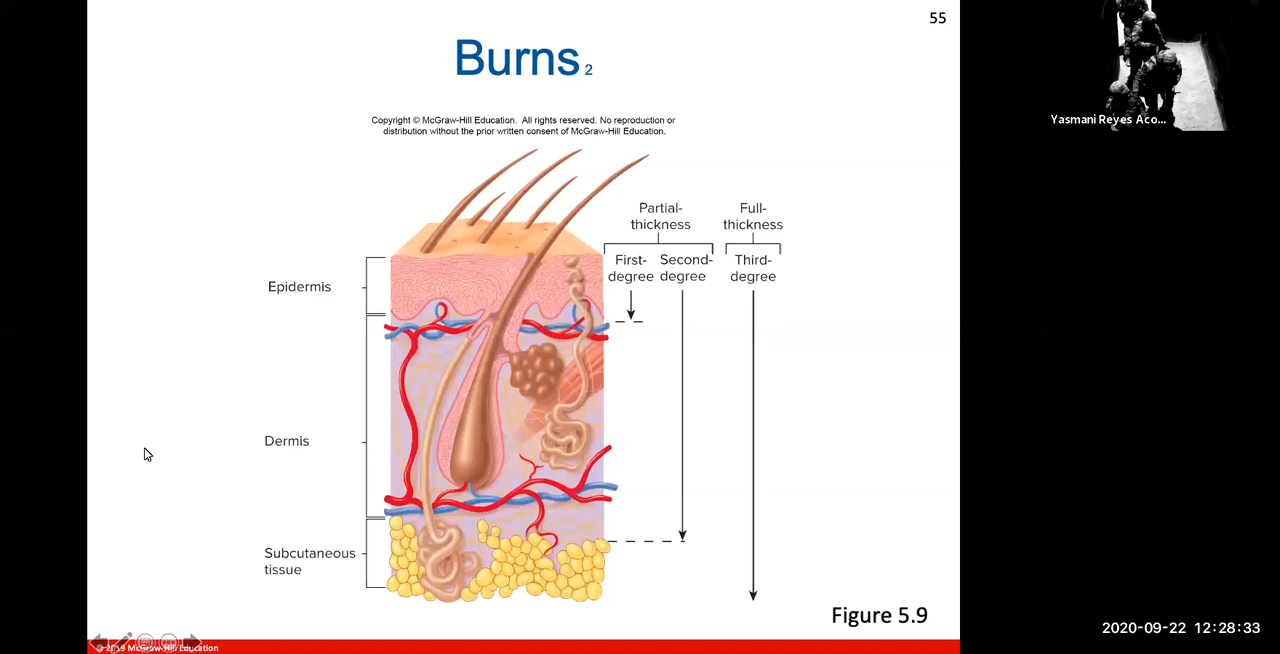 55
Burns 2
Copyright © McGraw-Hill Education. All rights reserved. No reproduction or
distribution without the prior written consent of McGraw-Hill Education.
Yasmani Reyes Aco...
Partial-
thickness
Full-
thickness
First-
degree
Second-
degree
Third-
degree
Epidermis
Dermis
Subcutaneous
tissue
Figure 5.9
© 2019 McGraw-Hill Education
2020-09-22 12:28:33